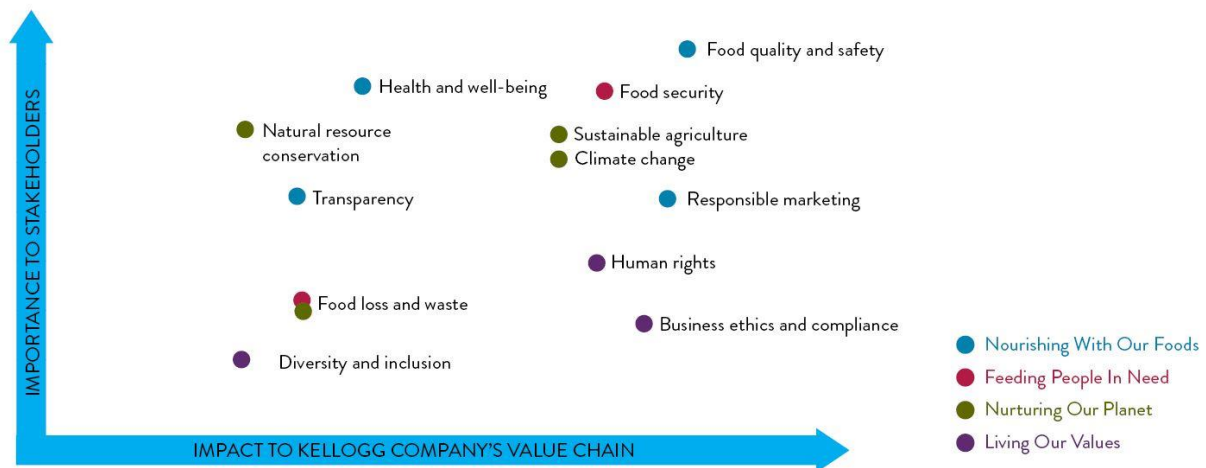 Food quality and safety
Health and well-being
Food security
Natural resource
conservation
Sustainable agriculture
Climate change
Transparency
Responsible marketing
Human rights
Food loss and waste
Business ethics and compliance
Diversity and inclusion
IMPORTANCE TO STAKEHOLDERS
IMPACT TO KELLOGG COMPANY'S VALUE CHAIN
Nourishing With Our Foods
Feeding People In Need
Nurturing Our Planet
Living Our Values